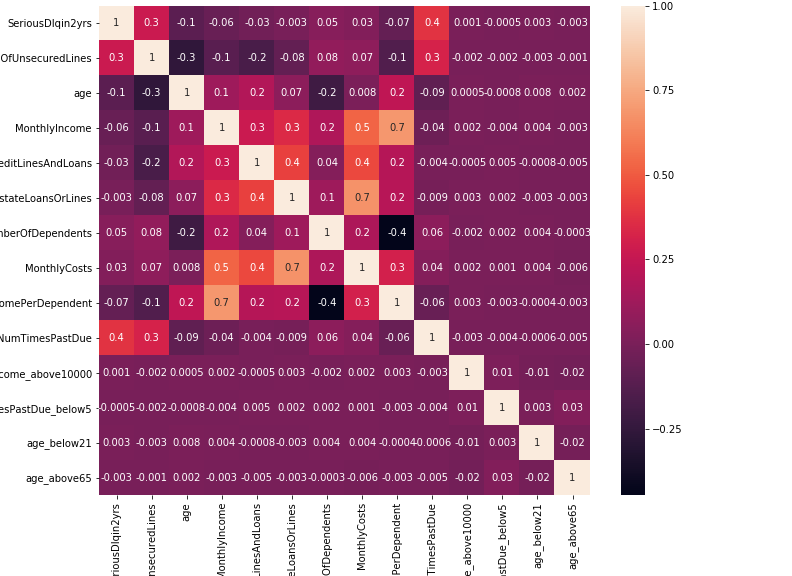 1.00
SeriousDlqin2yrs 1 0.3 -0.1 -0.06 -0.03 -0.003 0.05 0.03 -0.07 0.4 0.001 -0.0005 0.003 -0.003
OfUnsecuredLines 0.3 1 -0.3 -0.1 -0.2 -0.08 0.08 0.07 -0.1 0.3 -0.002 -0.002 -0.003 -0.001
age -0.1 -0.3 1 0.1 0.2 0.07 -0.2 0.008 0.2 -0.09 0.0005 -0.0008 0.008 0.002
0.75
MonthlyIncome -0.06 -0.1 0.1 1 0.3 0.3 0.2 0.5 0.7 -0.04 0.002 -0.004 0.004 -0.003
reditLinesAndLoans -0.03 -0.2 0.2 0.3 1 0.4 0.04 0.4 0.2 -0.004 -0.0005 0.005 -0.0008 -0.005
0.50
stateLoansOrLines -0.003 -0.08 0.07 0.3 0.4 1 0.1 0.7 0.2 -0.009 0.003 0.002 -0.003 -0.003
nberOfDependents 0.05 0.08 -0.2 0.2 0.04 0.1 1 0.2 -0.4 0.06 -0.002 0.002 0.004 -0.0003
0.25
MonthlyCosts 0.03 0.07 0.008 0.5 0.4 0.7 0.2 1 0.3 0.04 0.002 0.001 0.004 -0.006
omePerDependent -0.07 -0.1 0.2 0.7 0.2 0.2 -0.4 0.3 1 -0.06 0.003 -0.003 -0.0004 -0.003
NumTimesPastDue 0.4 0.3 -0.09 -0.04 -0.004 -0.009 0.06 0.04 -0.06 1 -0.003 -0.004 -0.0006 -0.005
0.00
come_above10000 0.001 -0.002 0.0005 0.002 -0.0005 0.003 -0.002 0.002 0.003 -0.003 1 0.01 -0.01 -0.02
esPastDue_below5 -0.0005 -0.002 -0.0008 -0.004 0.005 0.002 0.002 0.001 -0.003 -0.004 0.01 1 0.003 0.03
−0.25
age_below21 0.003 -0.003 0.008 0.004 -0.0008 -0.003 0.004 0.004 -0.0004 -0.0006 -0.01 0.003 1 -0.02
age_above65 -0.003 -0.001 0.002 -0.003 -0.005 -0.003 -0.0003 -0.006 -0.003 -0.005 -0.02 0.03 -0.02 1
riousDlqin2yrs
nsecuredLines
age
MonthlyIncome
LinesAndLoans
eLoansOrLines
OfDependents
MonthlyCosts
PerDependent
TimesPastDue
e_above10000
astDue_below5
age_below21
age_above65